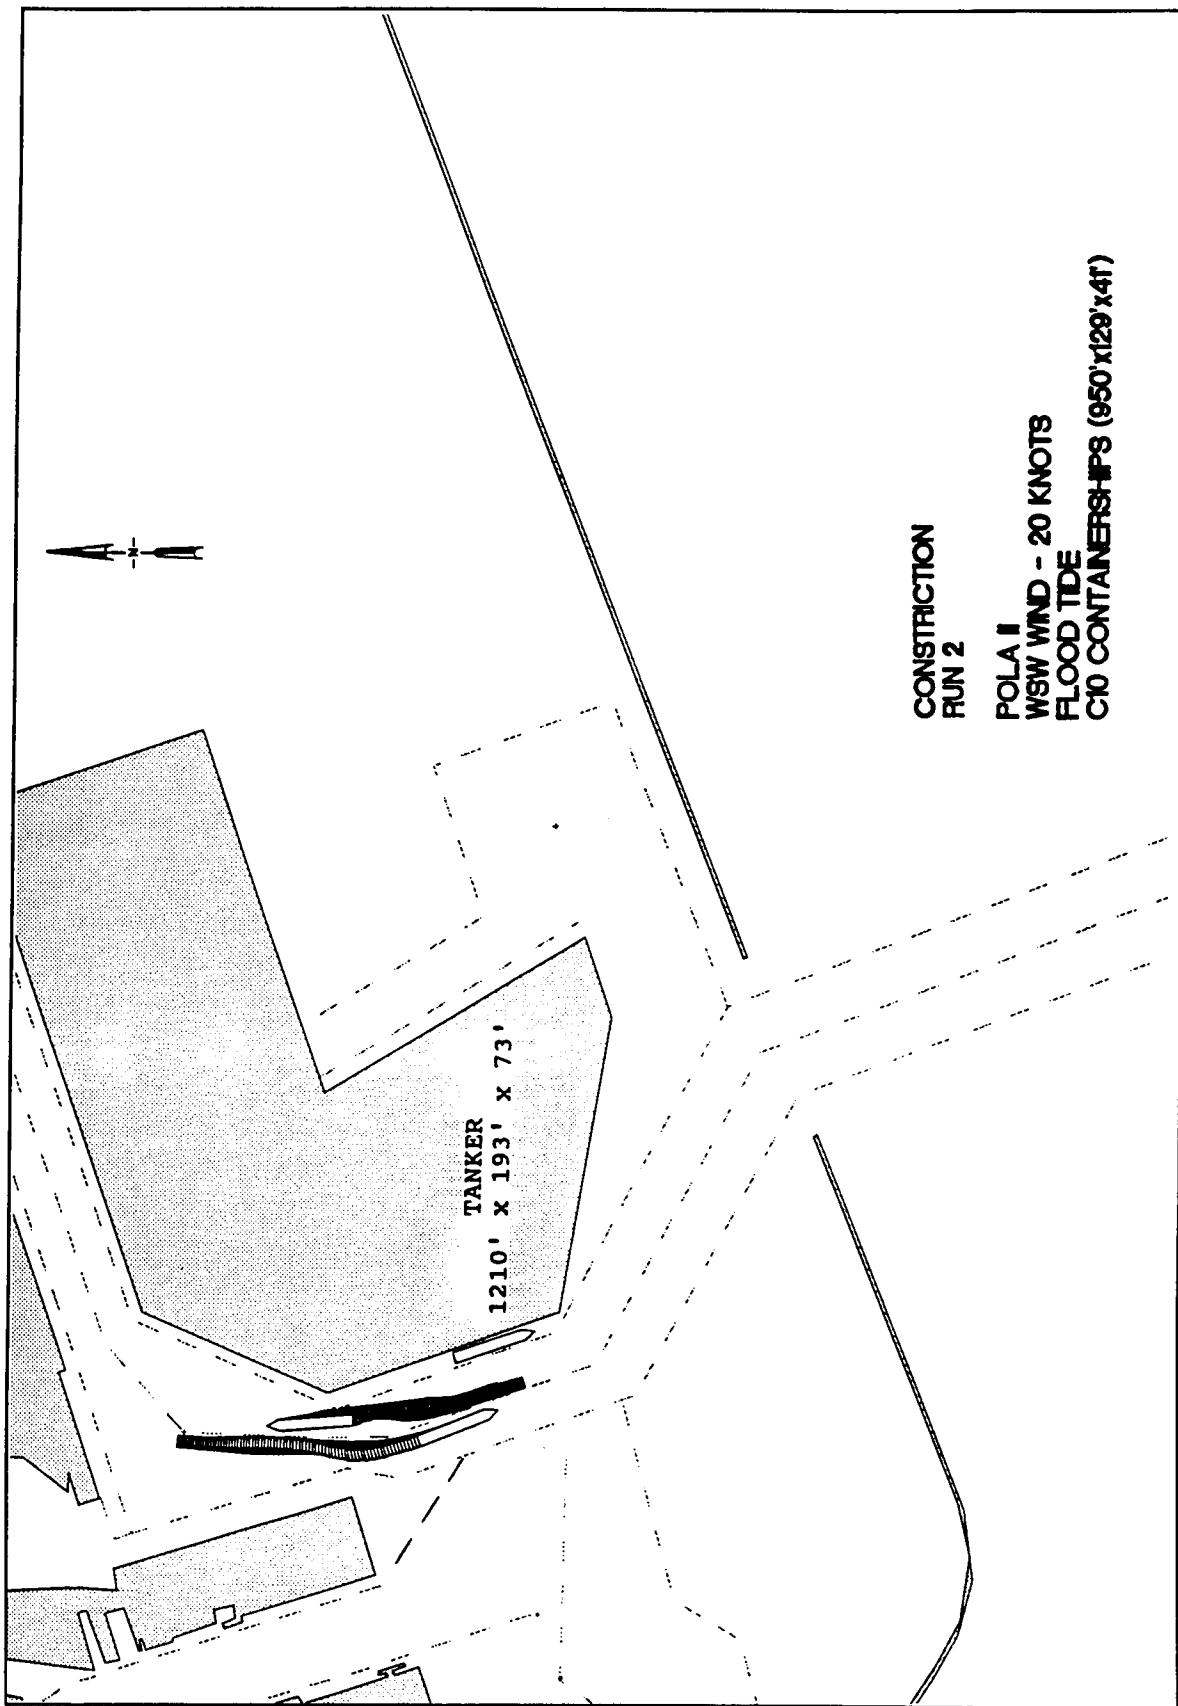 -N-
TANKER
1210' x 193' x 73'
CONSTRICTION
RUN 2
POLA II
WSW WIND - 20 KNOTS
FLOOD TIDE
C10 CONTAINERSHIPS (950'x129'x41')